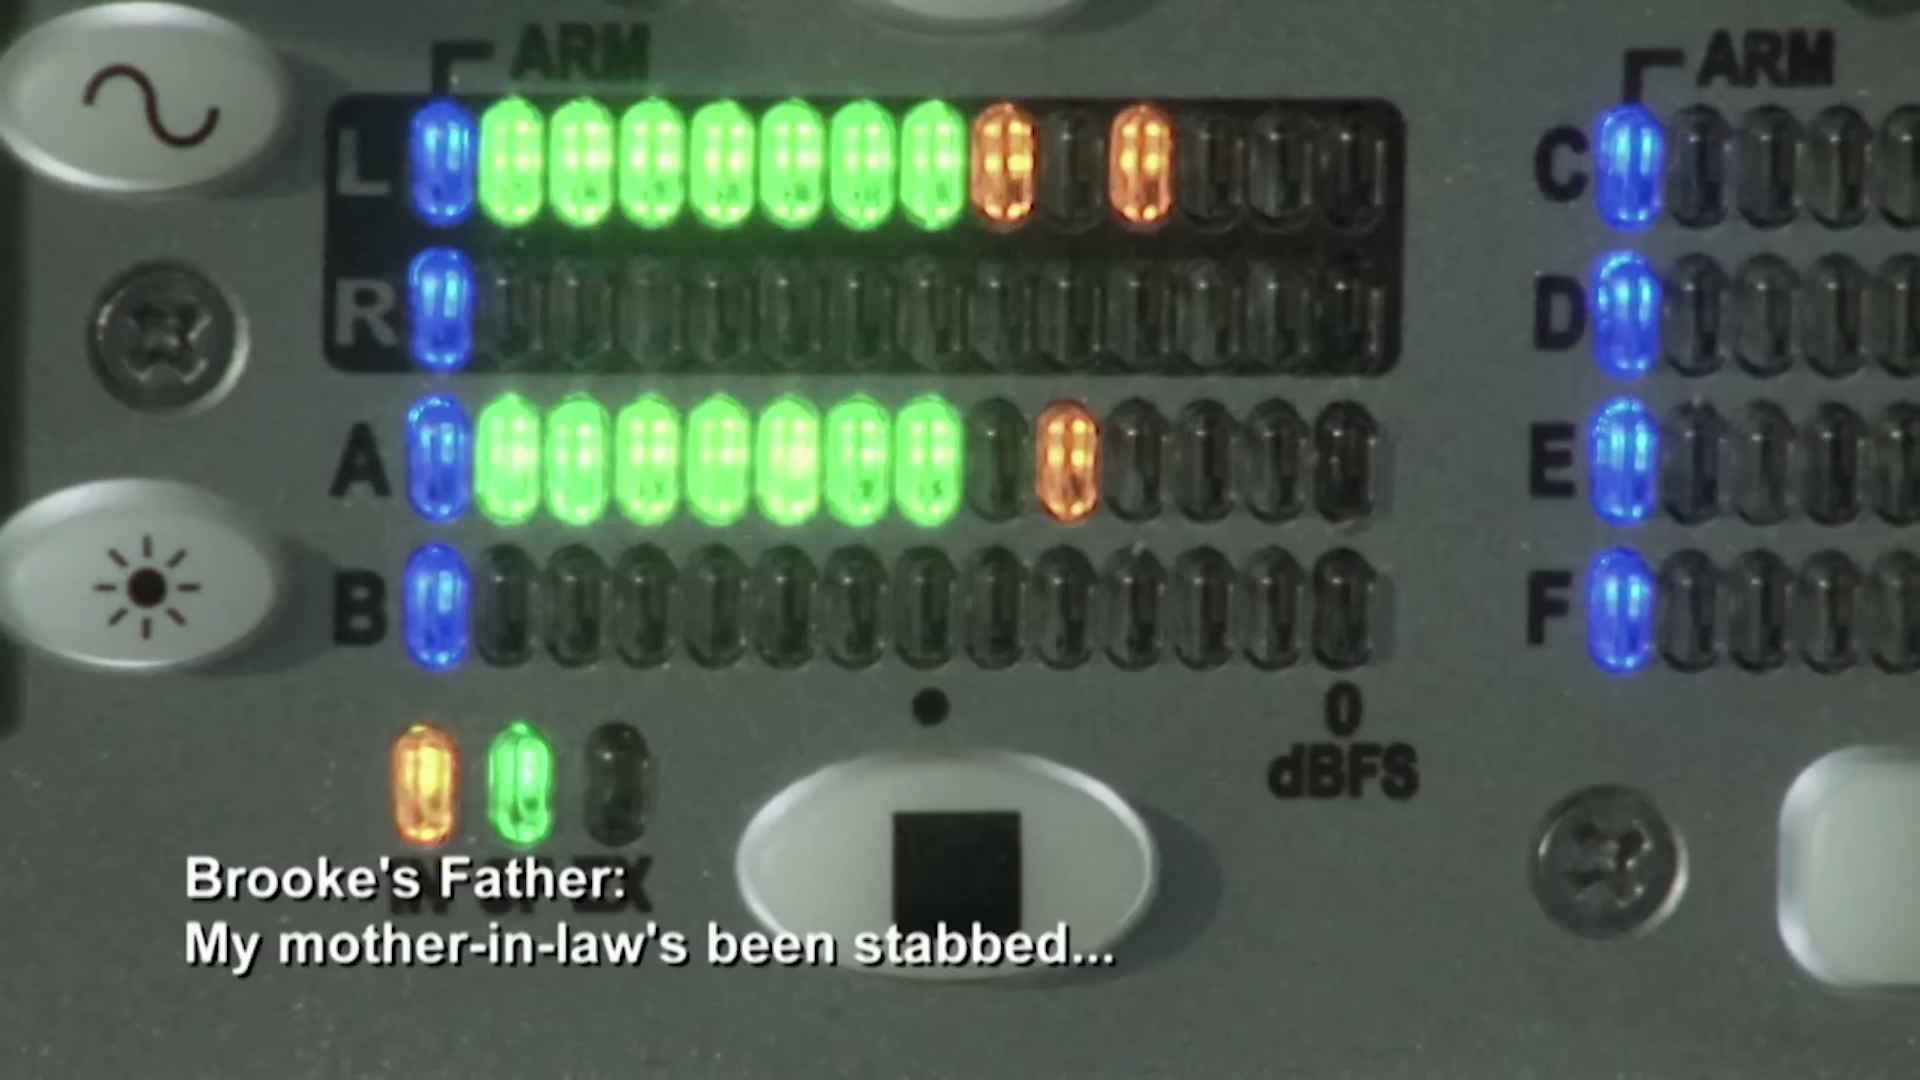 ARM
ARM
L
C
R
D
A
E
B
F
0
dBFS
Brooke's Father:
My mother-in-law's been stabbed...